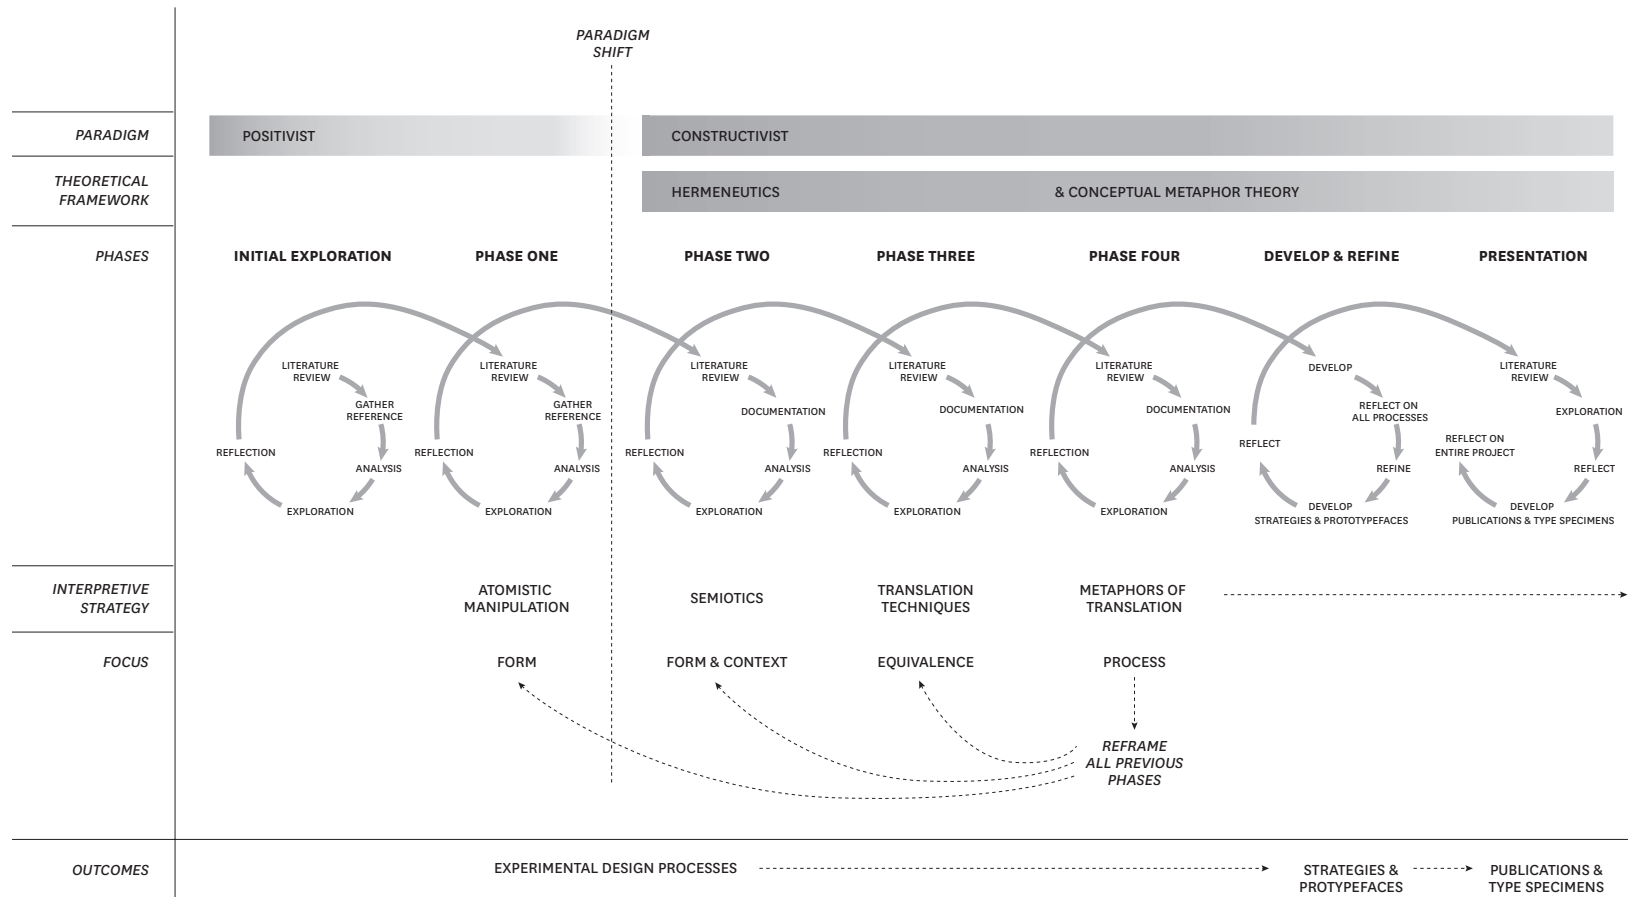 PARADIGM
SHIFT
PARADIGM
POSITIVIST
CONSTRUCTIVIST
THEORETICAL
FRAMEWORK
HERMENEUTICS
& CONCEPTUAL METAPHOR THEORY
PHASES
INITIAL EXPLORATION
PHASE ONE
PHASE TWO
PHASE THREE
PHASE FOUR
DEVELOP & REFINE
PRESENTATION
LITERATURE
REVIEW
GATHER
REFERENCE
ANALYSIS
EXPLORATION
REFLECTION
LITERATURE
REVIEW
GATHER
REFERENCE
ANALYSIS
EXPLORATION
REFLECTION
LITERATURE
REVIEW
DOCUMENTATION
ANALYSIS
EXPLORATION
REFLECTION
LITERATURE
REVIEW
DOCUMENTATION
ANALYSIS
EXPLORATION
REFLECTION
LITERATURE
REVIEW
DOCUMENTATION
ANALYSIS
EXPLORATION
REFLECTION
DEVELOP
REFLECT ON
ALL PROCESSES
REFINE
DEVELOP
STRATEGIES & PROTOTYPEFACES
REFLECT
LITERATURE
REVIEW
EXPLORATION
REFLECT
DEVELOP
PUBLICATIONS & TYPE SPECIMENS
REFLECT ON
ENTIRE PROJECT
INTERPRETIVE
STRATEGY
ATOMISTIC
MANIPULATION
SEMIOTICS
TRANSLATION
TECHNIQUES
METAPHORS OF
TRANSLATION
FOCUS
FORM
FORM & CONTEXT
EQUIVALENCE
PROCESS
REFRAME
ALL PREVIOUS
PHASES
OUTCOMES
EXPERIMENTAL DESIGN PROCESSES
STRATEGIES &
PROTYPEFACES
PUBLICATIONS &
TYPE SPECIMENS